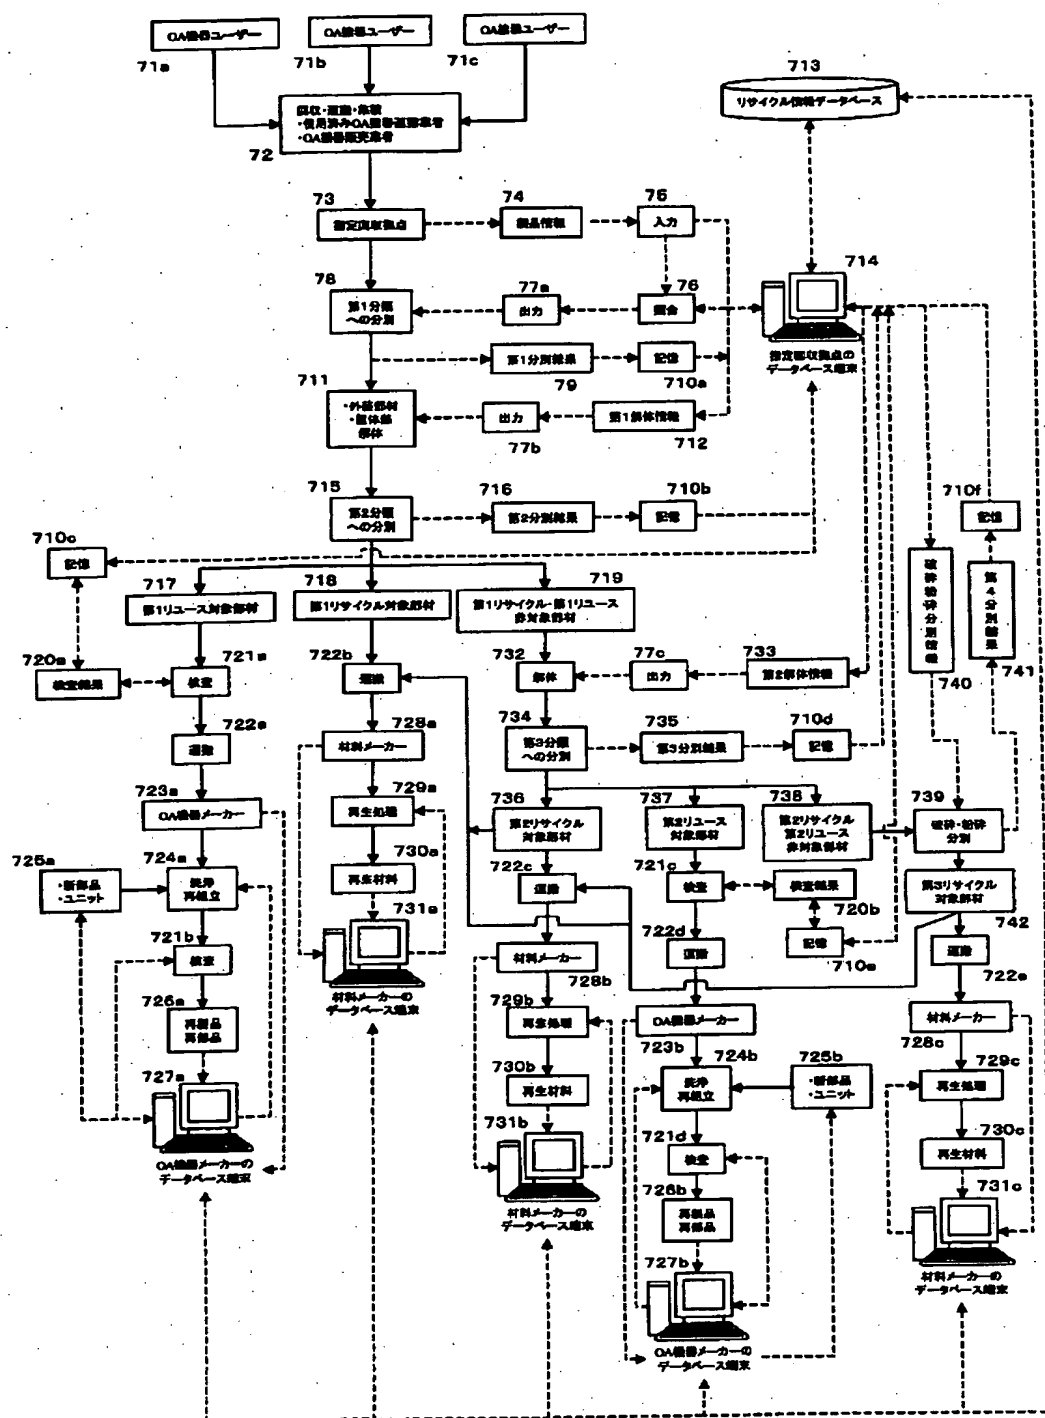 OA機器ユーザー
OA機器ユーザー
OA機器ユーザー
71a
71b
71c
回収・運搬・集積
・使用済みOA機器運搬業者
・OA機器販売業者
72
713
リサイクル情報データベース
73
指定回収拠点
74
製品情報
75
入力
78
第1分類
への分別
77a
出力
76
照合
714
指定回収拠点の
データベース端末
第1分別結果
79
記憶
710a
711
・外装部材
・筐体部
解体
出力
77b
第1解体情報
712
715
第2分類
への分別
716
第2分別結果
710b
記憶
710c
記憶
710f
記憶
717
第1リユース対象部材
718
第1リサイクル対象部材
719
第1リサイクル・第1リユース
非対象部材
破砕粉砕分別情報
740
第4分別結果
741
720a
検査結果
721a
検査
722b
運搬
732
解体
77c
出力
733
第2解体情報
722a
運搬
728a
材料メーカー
734
第3分類
への分別
735
第3分別結果
710d
記憶
723a
OA機器メーカー
729a
再生処理
736
第2リサイクル
対象部材
737
第2リユース
対象部材
738
第2リサイクル
第2リユース
非対象部材
739
破砕・粉砕
分別
725a
・新部品
・ユニット
724a
洗浄
再組立
730a
再生材料
722c
運搬
721c
検査
検査結果
720b
第3リサイクル
対象部材
742
721b
検査
731a
材料メーカーの
データベース端末
材料メーカー
728b
722d
運搬
記憶
710e
運搬
722e
726a
再製品
再部品
729b
再生処理
OA機器メーカー
723b
材料メーカー
728c
727a
OA機器メーカーの
データベース端末
730b
再生材料
724b
洗浄
再組立
725b
・新部品
・ユニット
729c
再生処理
731b
材料メーカーの
データベース端末
721d
検査
730c
再生材料
726b
再製品
再部品
731c
材料メーカーの
データベース端末
727b
OA機器メーカーの
データベース端末